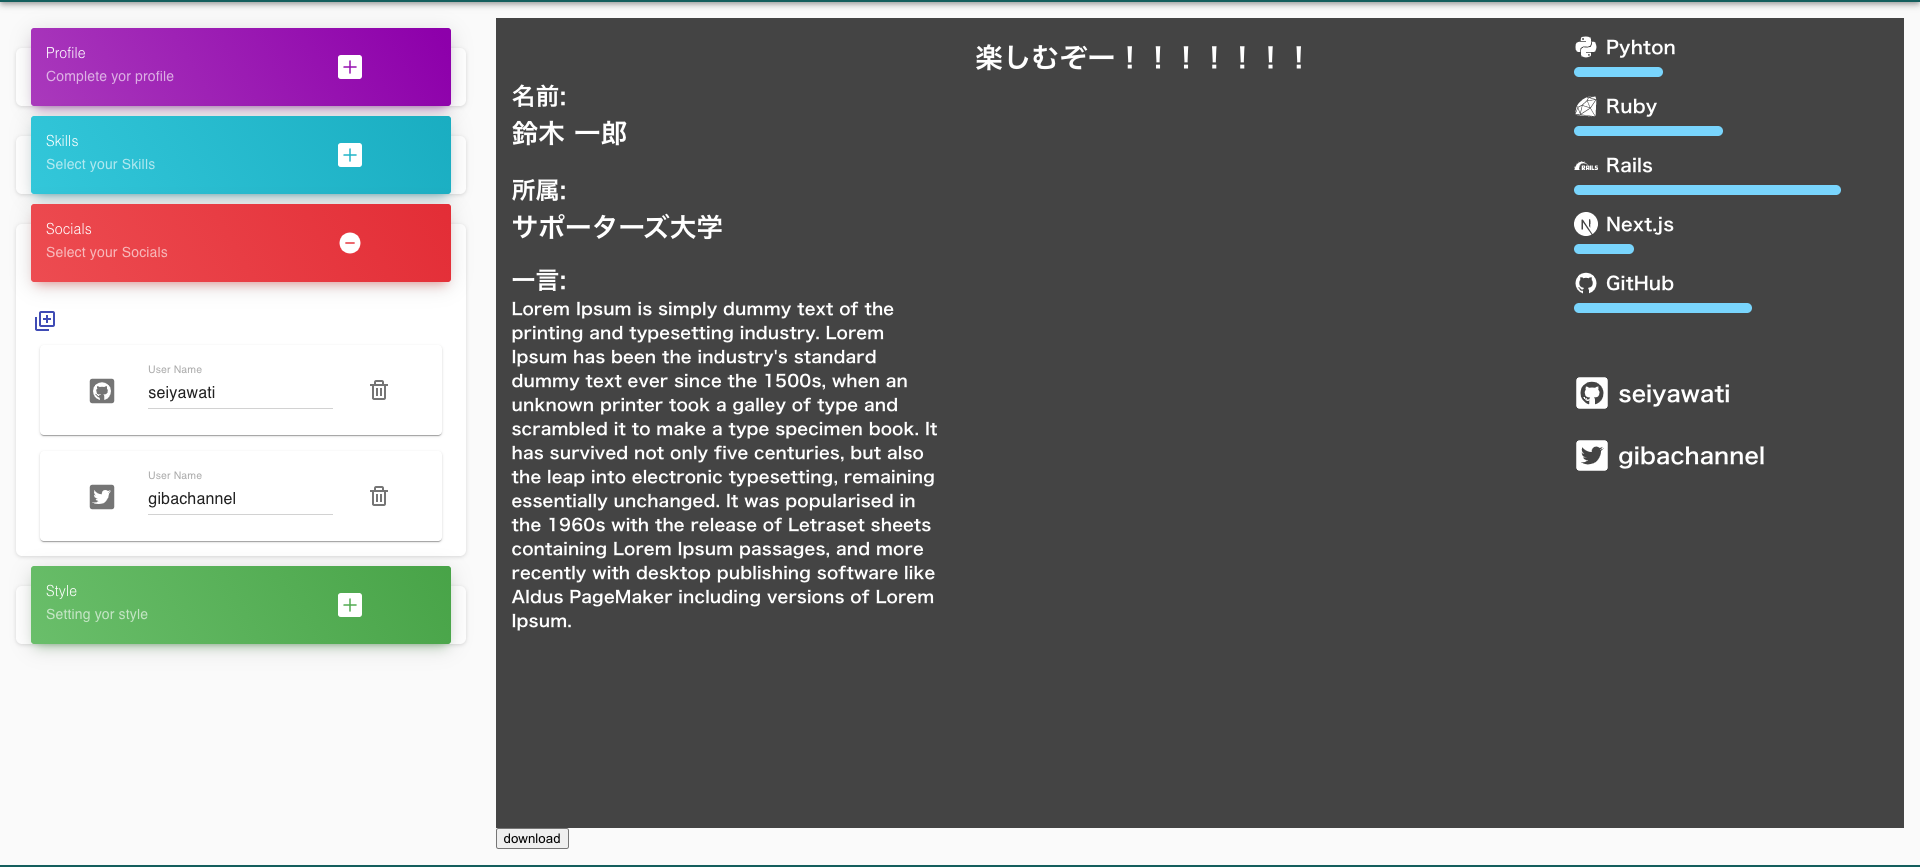 Profile
Complete yor profile
Skills
Select your Skills
Socials
Select your Socials
User Name
seiyawati
User Name
gibachannel
Style
Setting yor style
楽しむぞー！！！！！！！
名前:
鈴木 一郎
所属:
サポーターズ大学
一言:
Lorem Ipsum is simply dummy text of the
printing and typesetting industry. Lorem
Ipsum has been the industry's standard
dummy text ever since the 1500s, when an
unknown printer took a galley of type and
scrambled it to make a type specimen book. It
has survived not only five centuries, but also
the leap into electronic typesetting, remaining
essentially unchanged. It was popularised in
the 1960s with the release of Letraset sheets
containing Lorem Ipsum passages, and more
recently with desktop publishing software like
Aldus PageMaker including versions of Lorem
Ipsum.
Pyhton
Ruby
RAILS Rails
N Next.js
GitHub
seiyawati
gibachannel
download